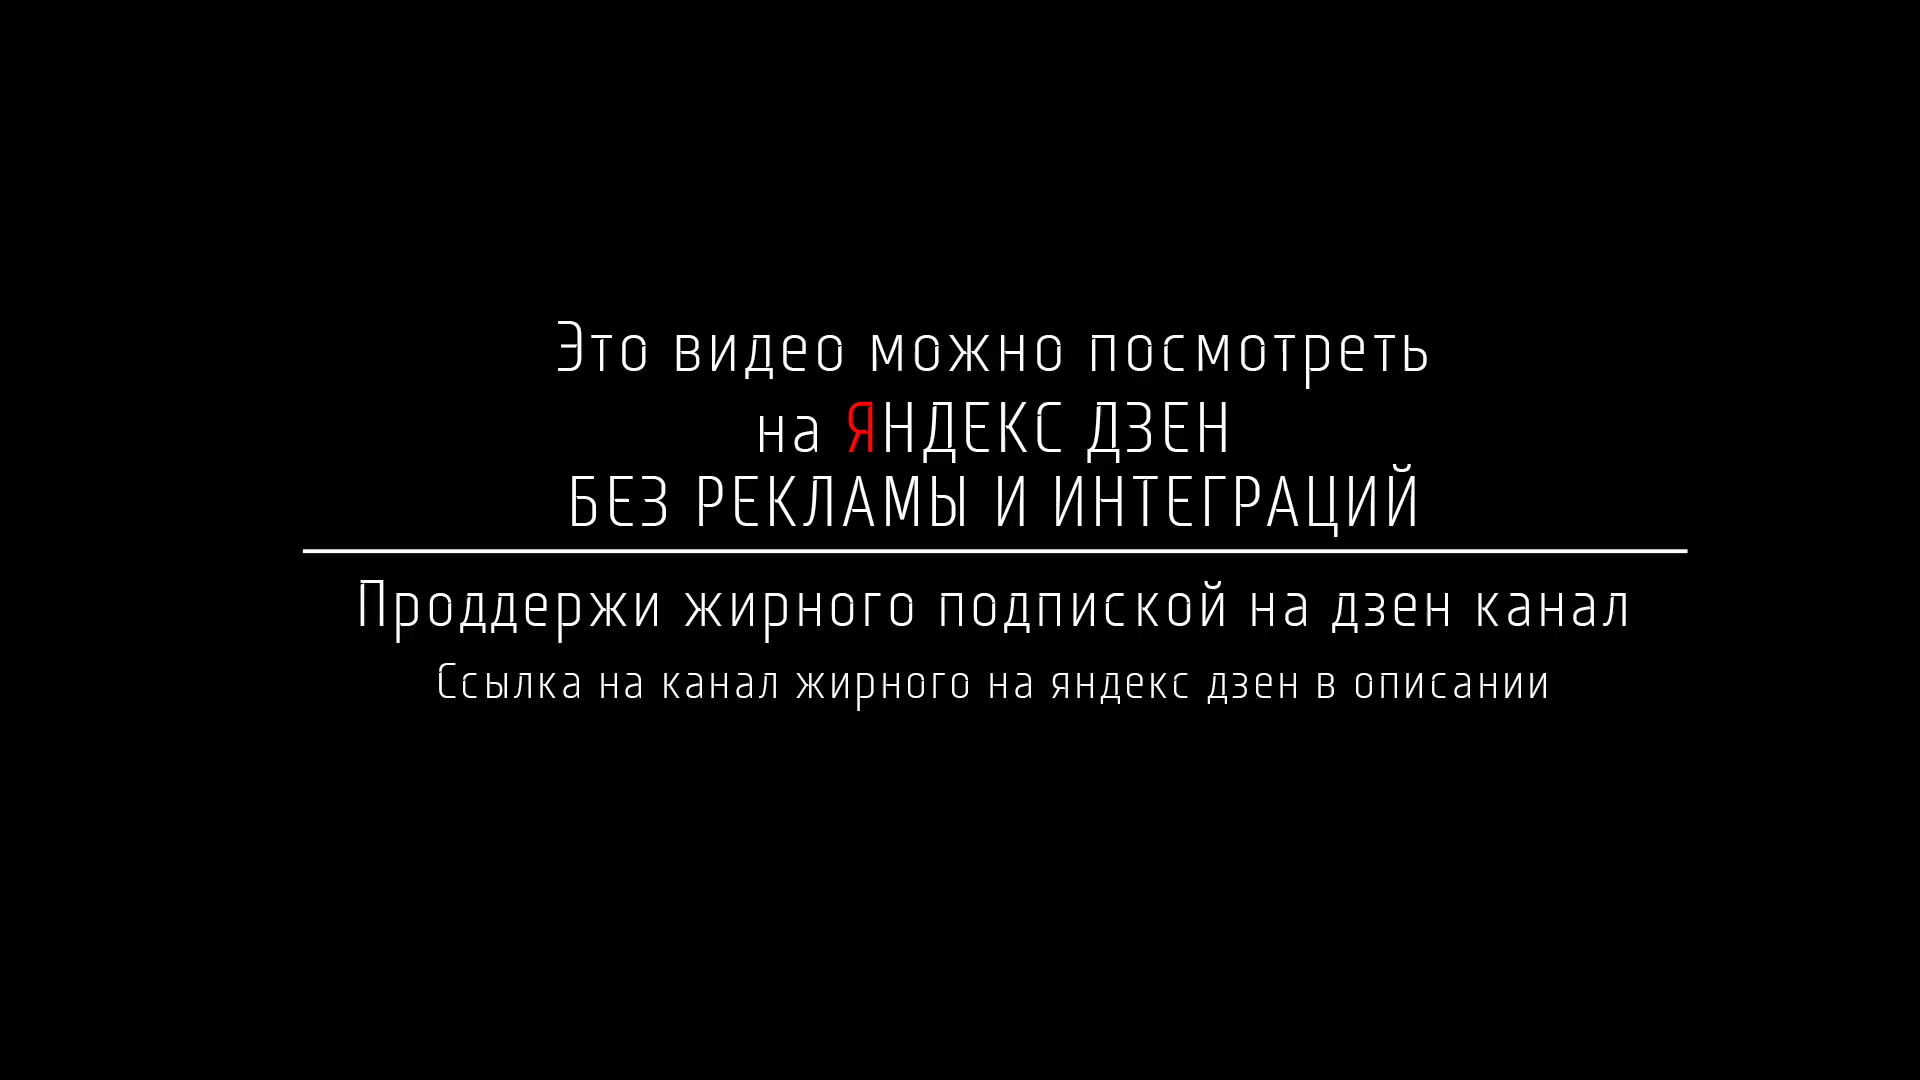 Это видео можно посмотреть
на ЯНДЕКС ДЗЕН
БЕЗ РЕКЛАМЫ И ИНТЕГРАЦИЙ
Проддержи жирного подпиской на дзен канал
Ссылка на канал жирного на яндекс дзен в описании